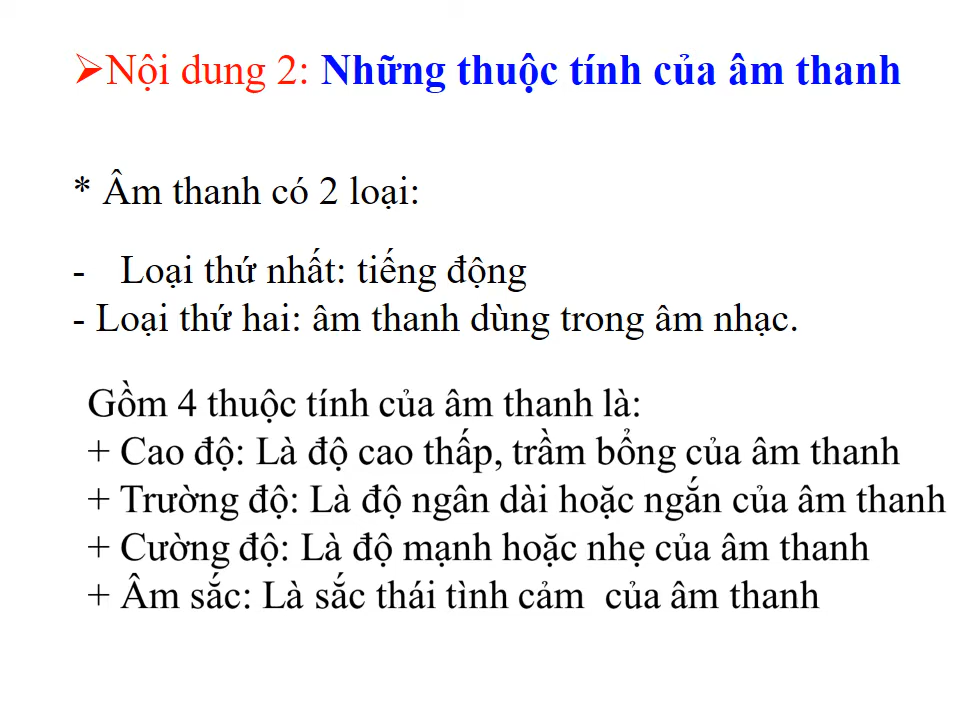 ➢Nội dung 2: Những thuộc tính của âm thanh
* Âm thanh có 2 loại:
- Loại thứ nhất: tiếng động
- Loại thứ hai: âm thanh dùng trong âm nhạc.
Gồm 4 thuộc tính của âm thanh là:
+ Cao độ: Là độ cao thấp, trầm bổng của âm thanh
+ Trường độ: Là độ ngân dài hoặc ngắn của âm thanh
+ Cường độ: Là độ mạnh hoặc nhẹ của âm thanh
+ Âm sắc: Là sắc thái tình cảm của âm thanh